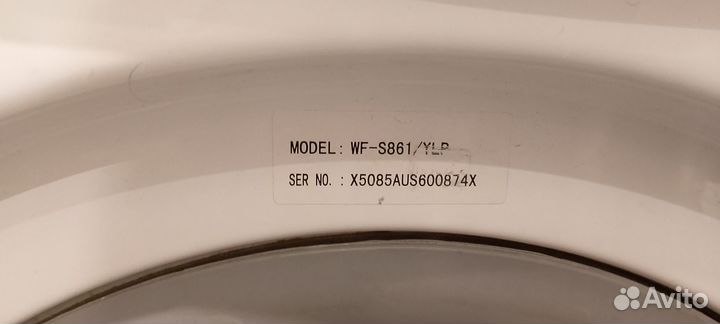 MODEL: WF-S861/YLP
SER NO. : X5085AUS600874X
Avito